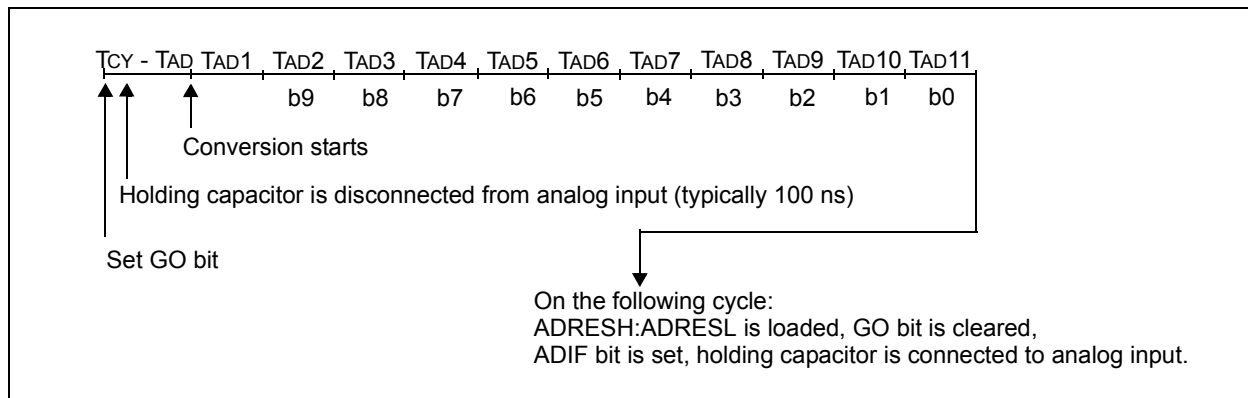 TCY - TAD TAD1 TAD2 TAD3 TAD4 TAD5 TAD6 TAD7 TAD8 TAD9 TAD10 TAD11
b9 b8 b7 b6 b5 b4 b3 b2 b1 b0
Conversion starts
Holding capacitor is disconnected from analog input (typically 100 ns)
Set GO bit
On the following cycle:
ADRESH:ADRESL is loaded, GO bit is cleared,
ADIF bit is set, holding capacitor is connected to analog input.